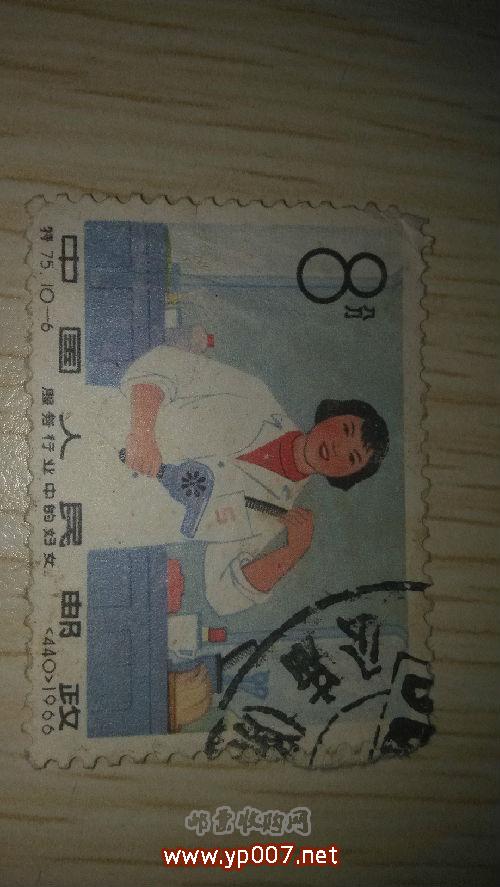 8分
中国人民邮政
特75.10-6 服务行业中的妇女 <440>1966
5
邮票收购网
www.yp007.net